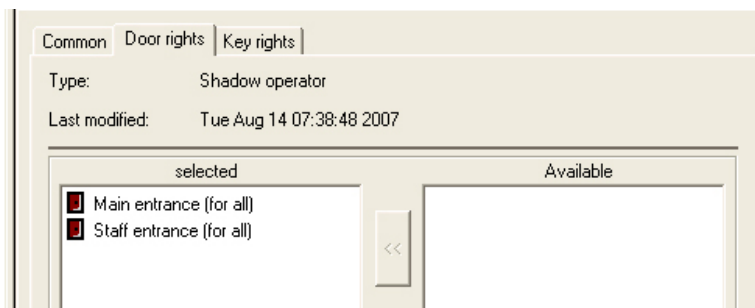 Common Door rights Key rights
Type: Shadow operator
Last modified: Tue Aug 14 07:38:48 2007
selected Available
Main entrance (for all)
Staff entrance (for all)
<<